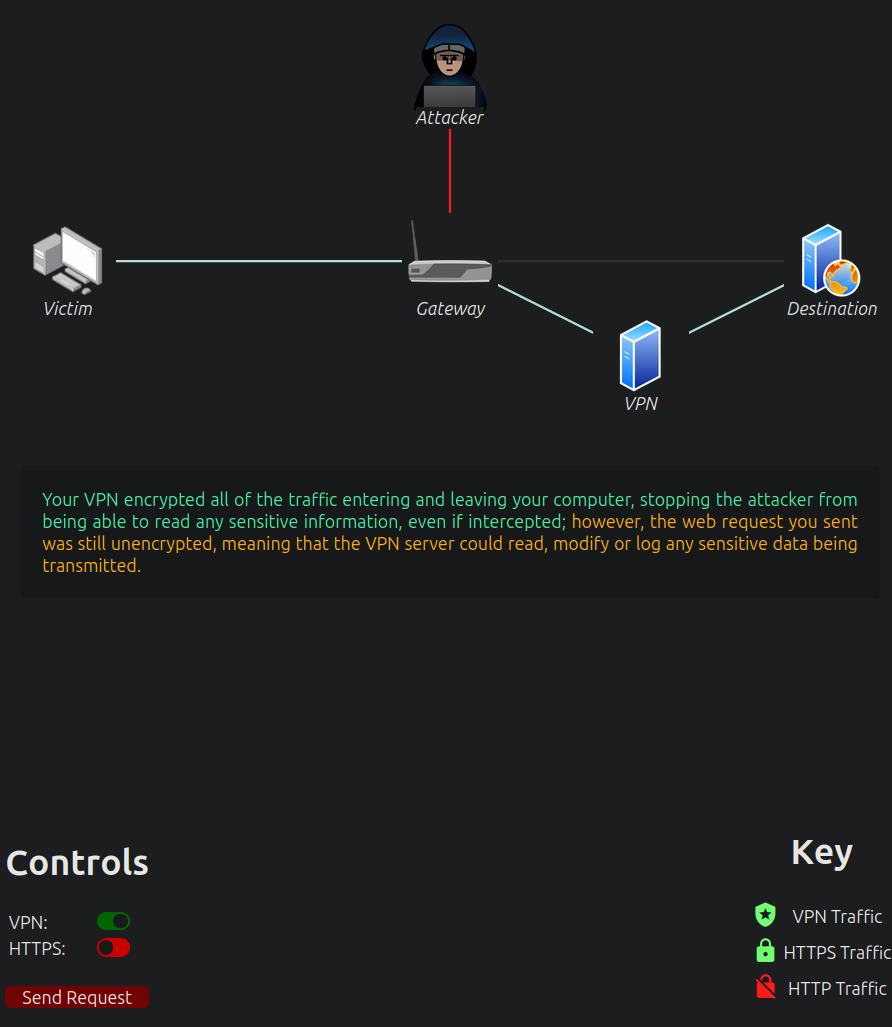 Attacker
Victim
Gateway
Destination
VPN
Your VPN encrypted all of the traffic entering and leaving your computer, stopping the attacker from
being able to read any sensitive information, even if intercepted; however, the web request you sent
was still unencrypted, meaning that the VPN server could read, modify or log any sensitive data being
transmitted.
Controls
VPN:
HTTPS:
Send Request
Key
VPN Traffic
HTTPS Traffic
HTTP Traffic